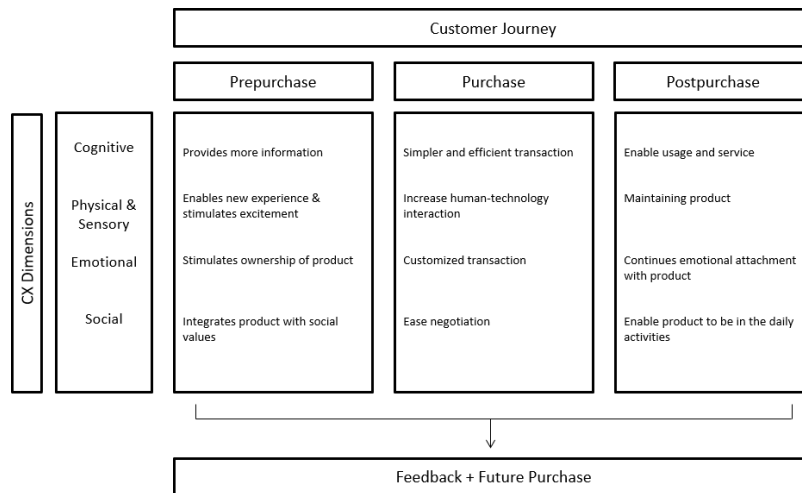 Customer Journey
Prepurchase
Purchase
Postpurchase
CX Dimensions
Cognitive
Provides more information
Simpler and efficient transaction
Enable usage and service
Physical &
Sensory
Enables new experience &
stimulates excitement
Increase human-technology
interaction
Maintaining product
Emotional
Stimulates ownership of product
Customized transaction
Continues emotional attachment
with product
Social
Integrates product with social
values
Ease negotiation
Enable product to be in the daily
activities
Feedback + Future Purchase